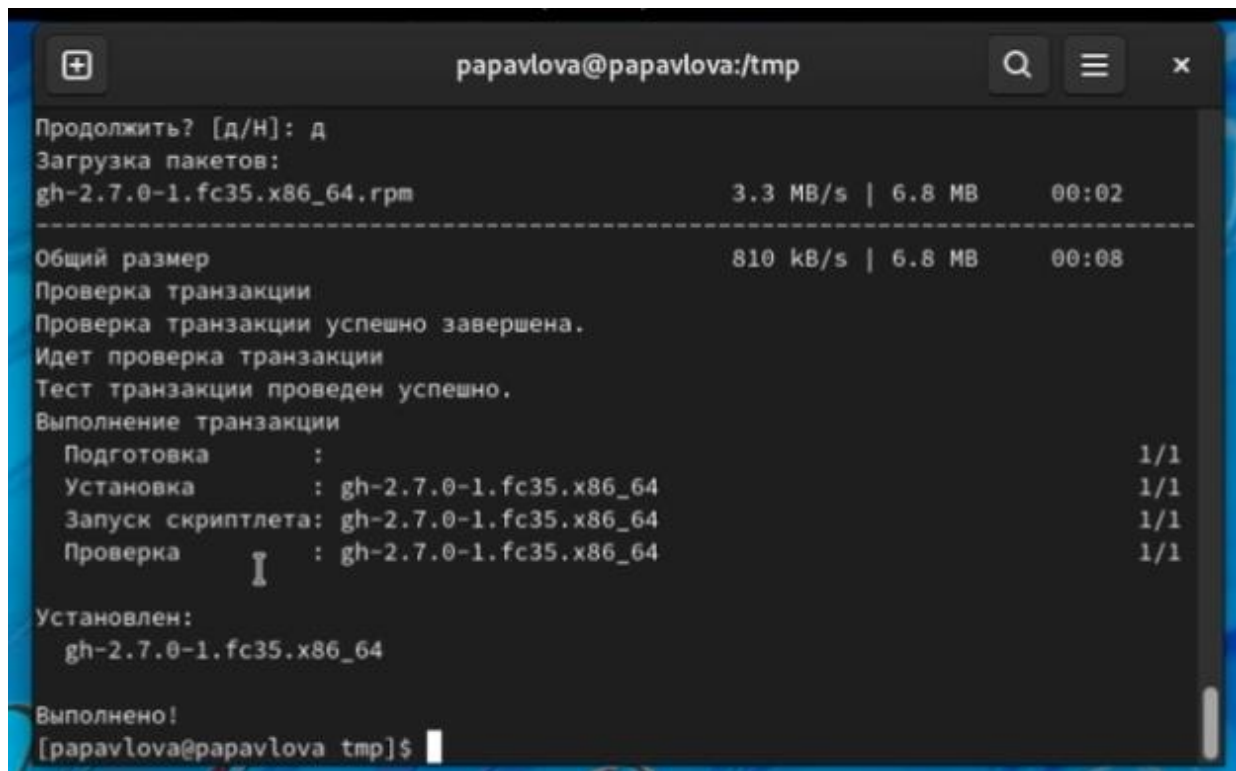 papavlova@papavlova:/tmp
Продолжить? [д/Н]: д
Загрузка пакетов:
gh-2.7.0-1.fc35.x86_64.rpm 3.3 MB/s | 6.8 MB 00:02
--------------------------------------------------------------------------------
Общий размер 810 kB/s | 6.8 MB 00:08
Проверка транзакции
Проверка транзакции успешно завершена.
Идет проверка транзакции
Тест транзакции проведен успешно.
Выполнение транзакции
Подготовка : 1/1
Установка : gh-2.7.0-1.fc35.x86_64 1/1
Запуск скриптлета: gh-2.7.0-1.fc35.x86_64 1/1
Проверка : gh-2.7.0-1.fc35.x86_64 1/1
Установлен:
gh-2.7.0-1.fc35.x86_64
Выполнено!
[papavlova@papavlova tmp]$